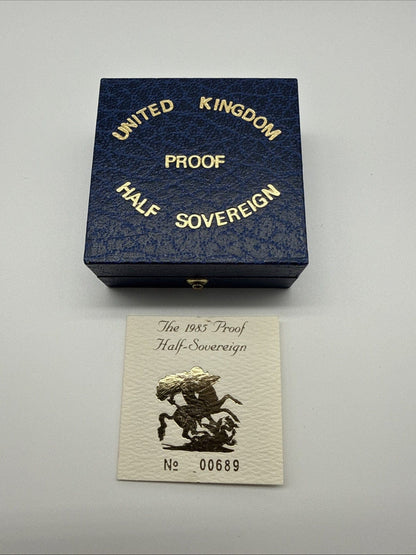 UNITED KINGDOM
PROOF
HALF SOVEREIGN
The 1985 Proof
Half-Sovereign
Nº 00689